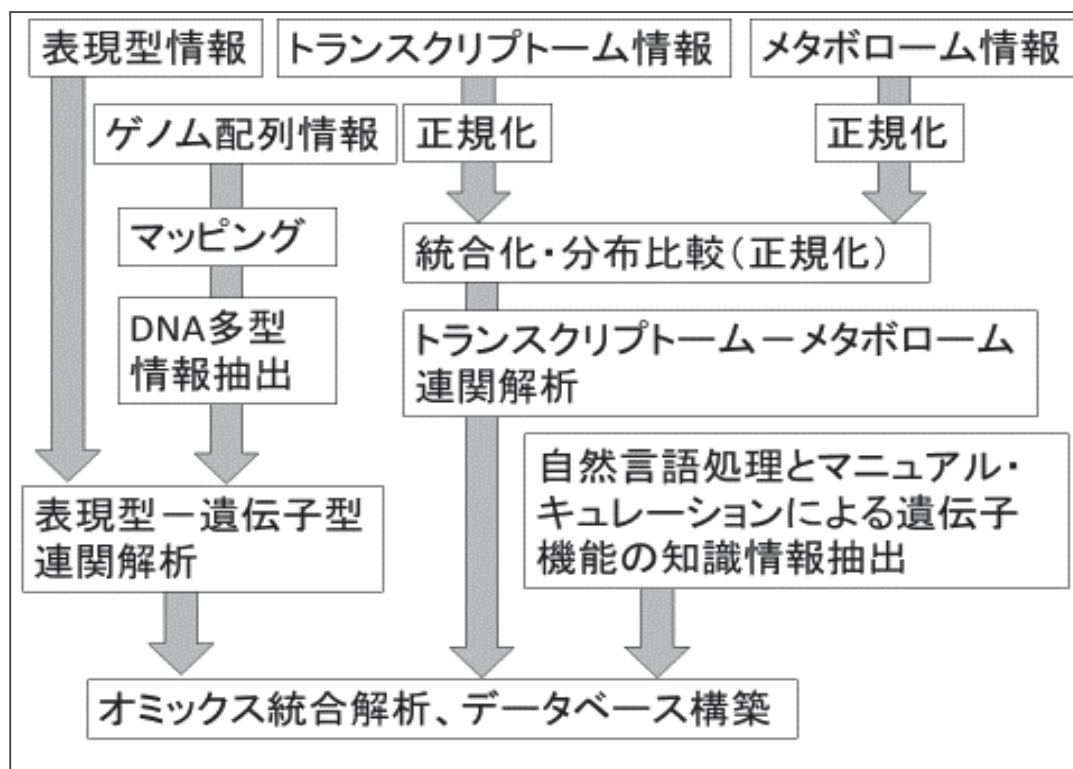 表現型情報
トランスクリプトーム情報
メタボローム情報
ゲノム配列情報
正規化
正規化
マッピング
統合化・分布比較（正規化）
DNA多型
情報抽出
トランスクリプトームーメタボローム
連関解析
表現型ー遺伝子型
連関解析
自然言語処理とマニュアル・
キュレーションによる遺伝子
機能の知識情報抽出
オミックス統合解析、データベース構築